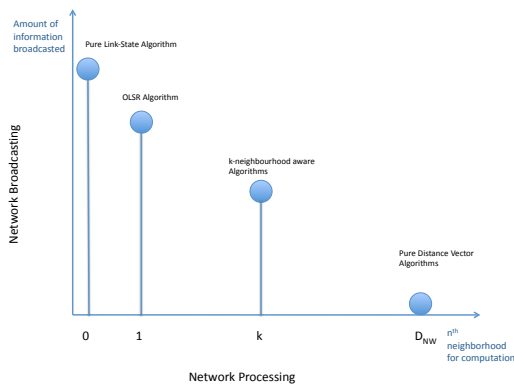 Amount of
information
broadcasted
Pure Link-State Algorithm
OLSR Algorithm
k-neighbourhood aware
Algorithms
Pure Distance Vector
Algorithms
Network Broadcasting
0
1
k
D_NW
nth
neighborhood
for computation
Network Processing